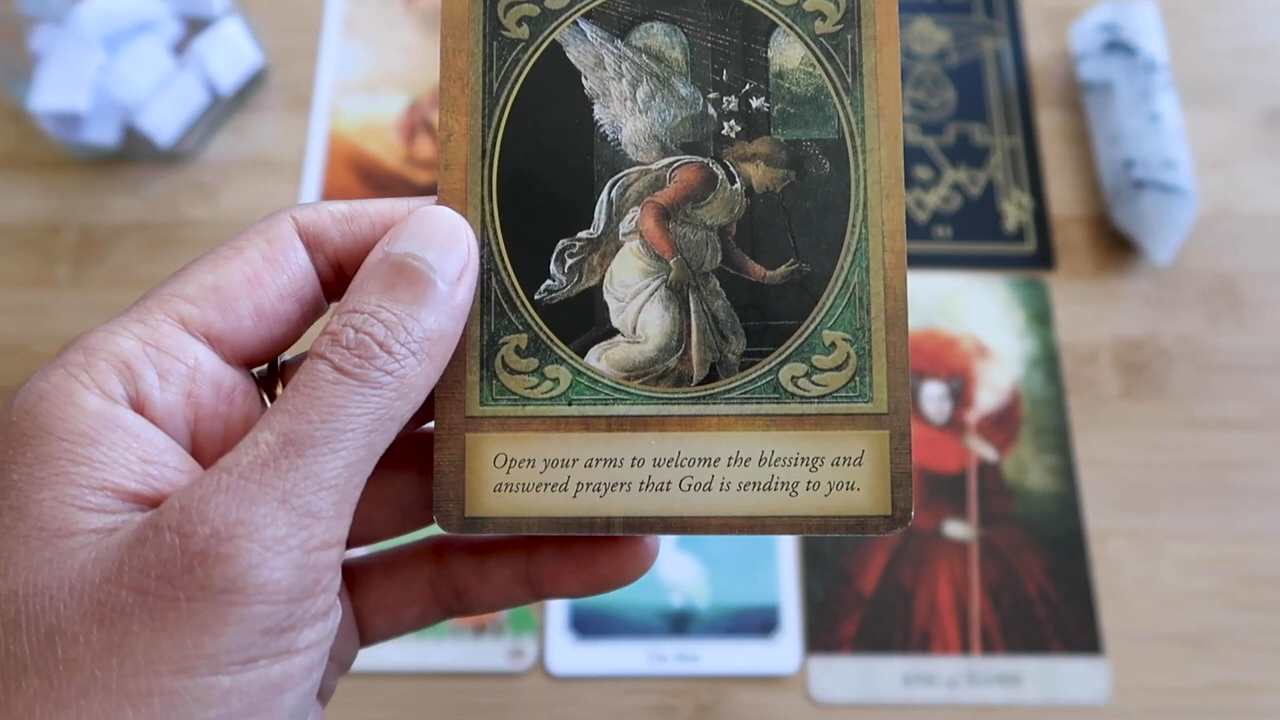 Open your arms to welcome the blessings and
answered prayers that God is sending to you.